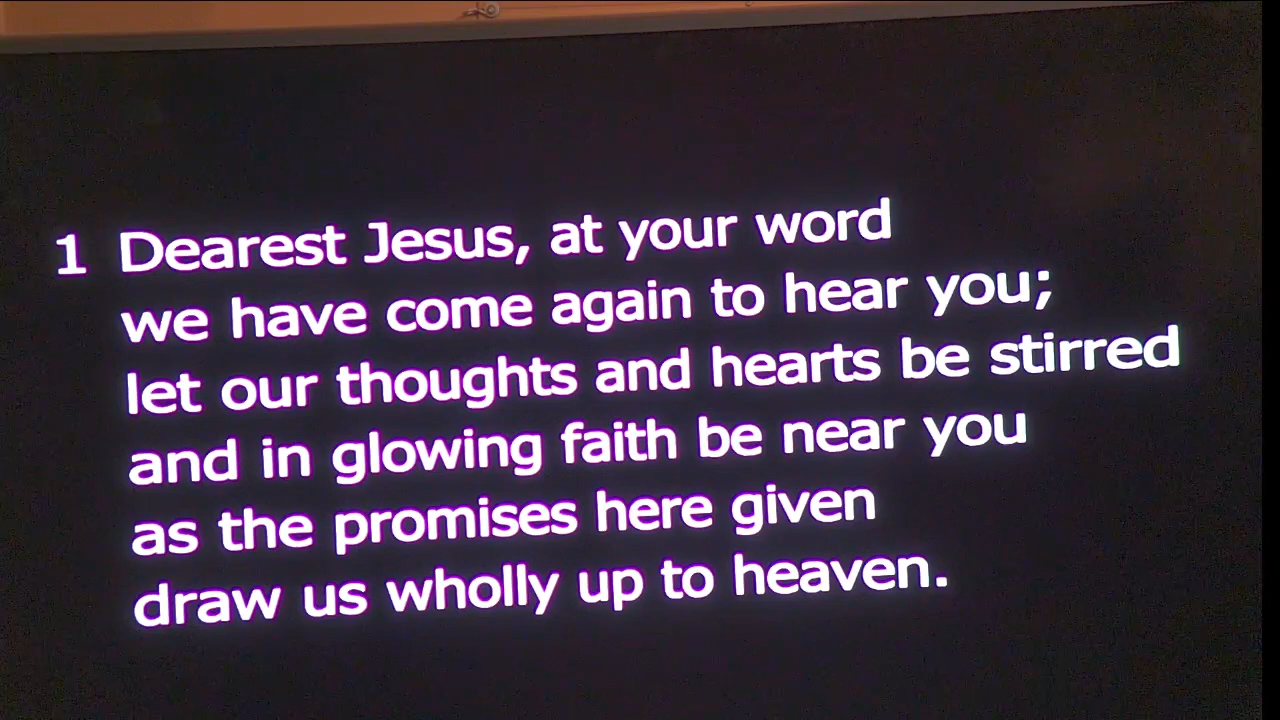 1 Dearest Jesus, at your word
we have come again to hear you;
let our thoughts and hearts be stirred
and in glowing faith be near you
as the promises here given
draw us wholly up to heaven.